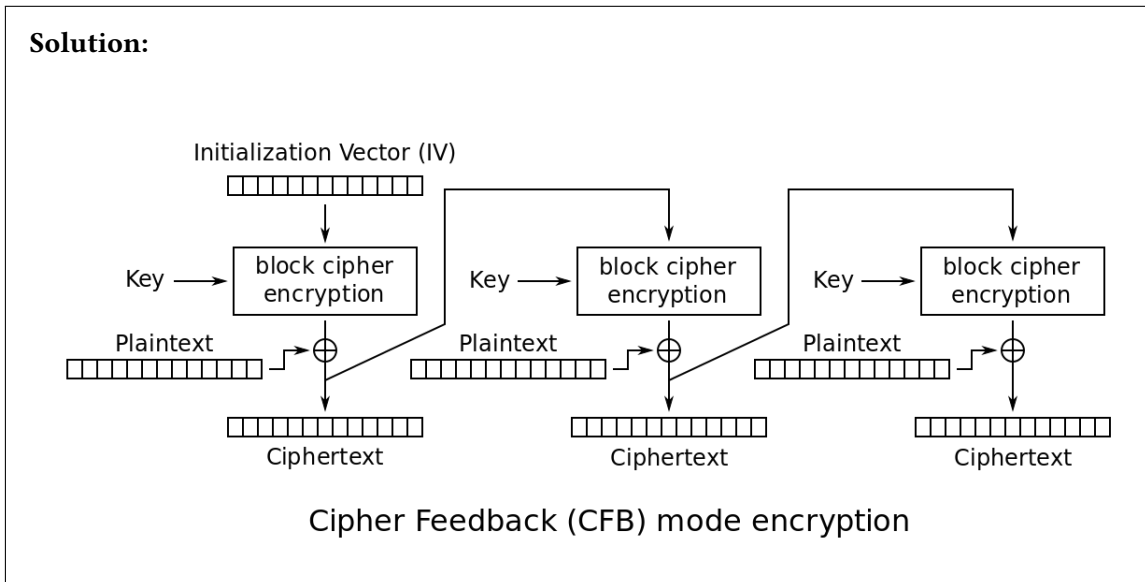 Solution:
Initialization Vector (IV)
Key
block cipher
encryption
Plaintext
Ciphertext
Key
block cipher
encryption
Plaintext
Ciphertext
Key
block cipher
encryption
Plaintext
Ciphertext
Cipher Feedback (CFB) mode encryption